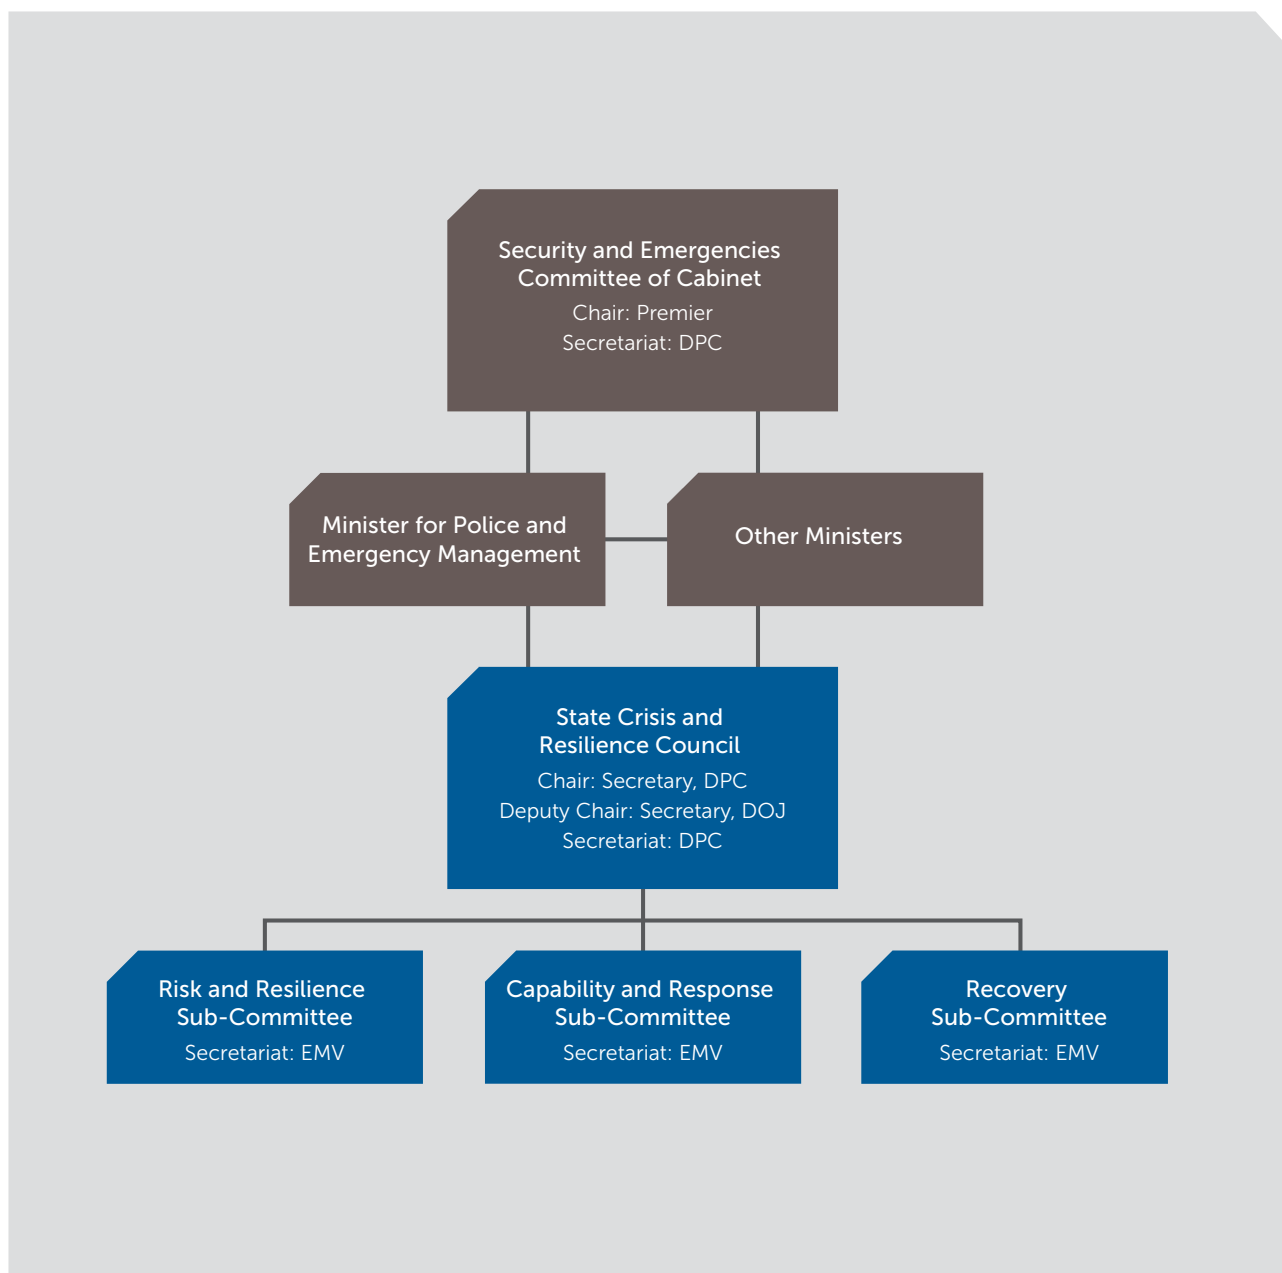 Security and Emergencies
Committee of Cabinet
Chair: Premier
Secretariat: DPC
Minister for Police and
Emergency Management
Other Ministers
State Crisis and
Resilience Council
Chair: Secretary, DPC
Deputy Chair: Secretary, DOJ
Secretariat: DPC
Risk and Resilience
Sub-Committee
Secretariat: EMV
Capability and Response
Sub-Committee
Secretariat: EMV
Recovery
Sub-Committee
Secretariat: EMV